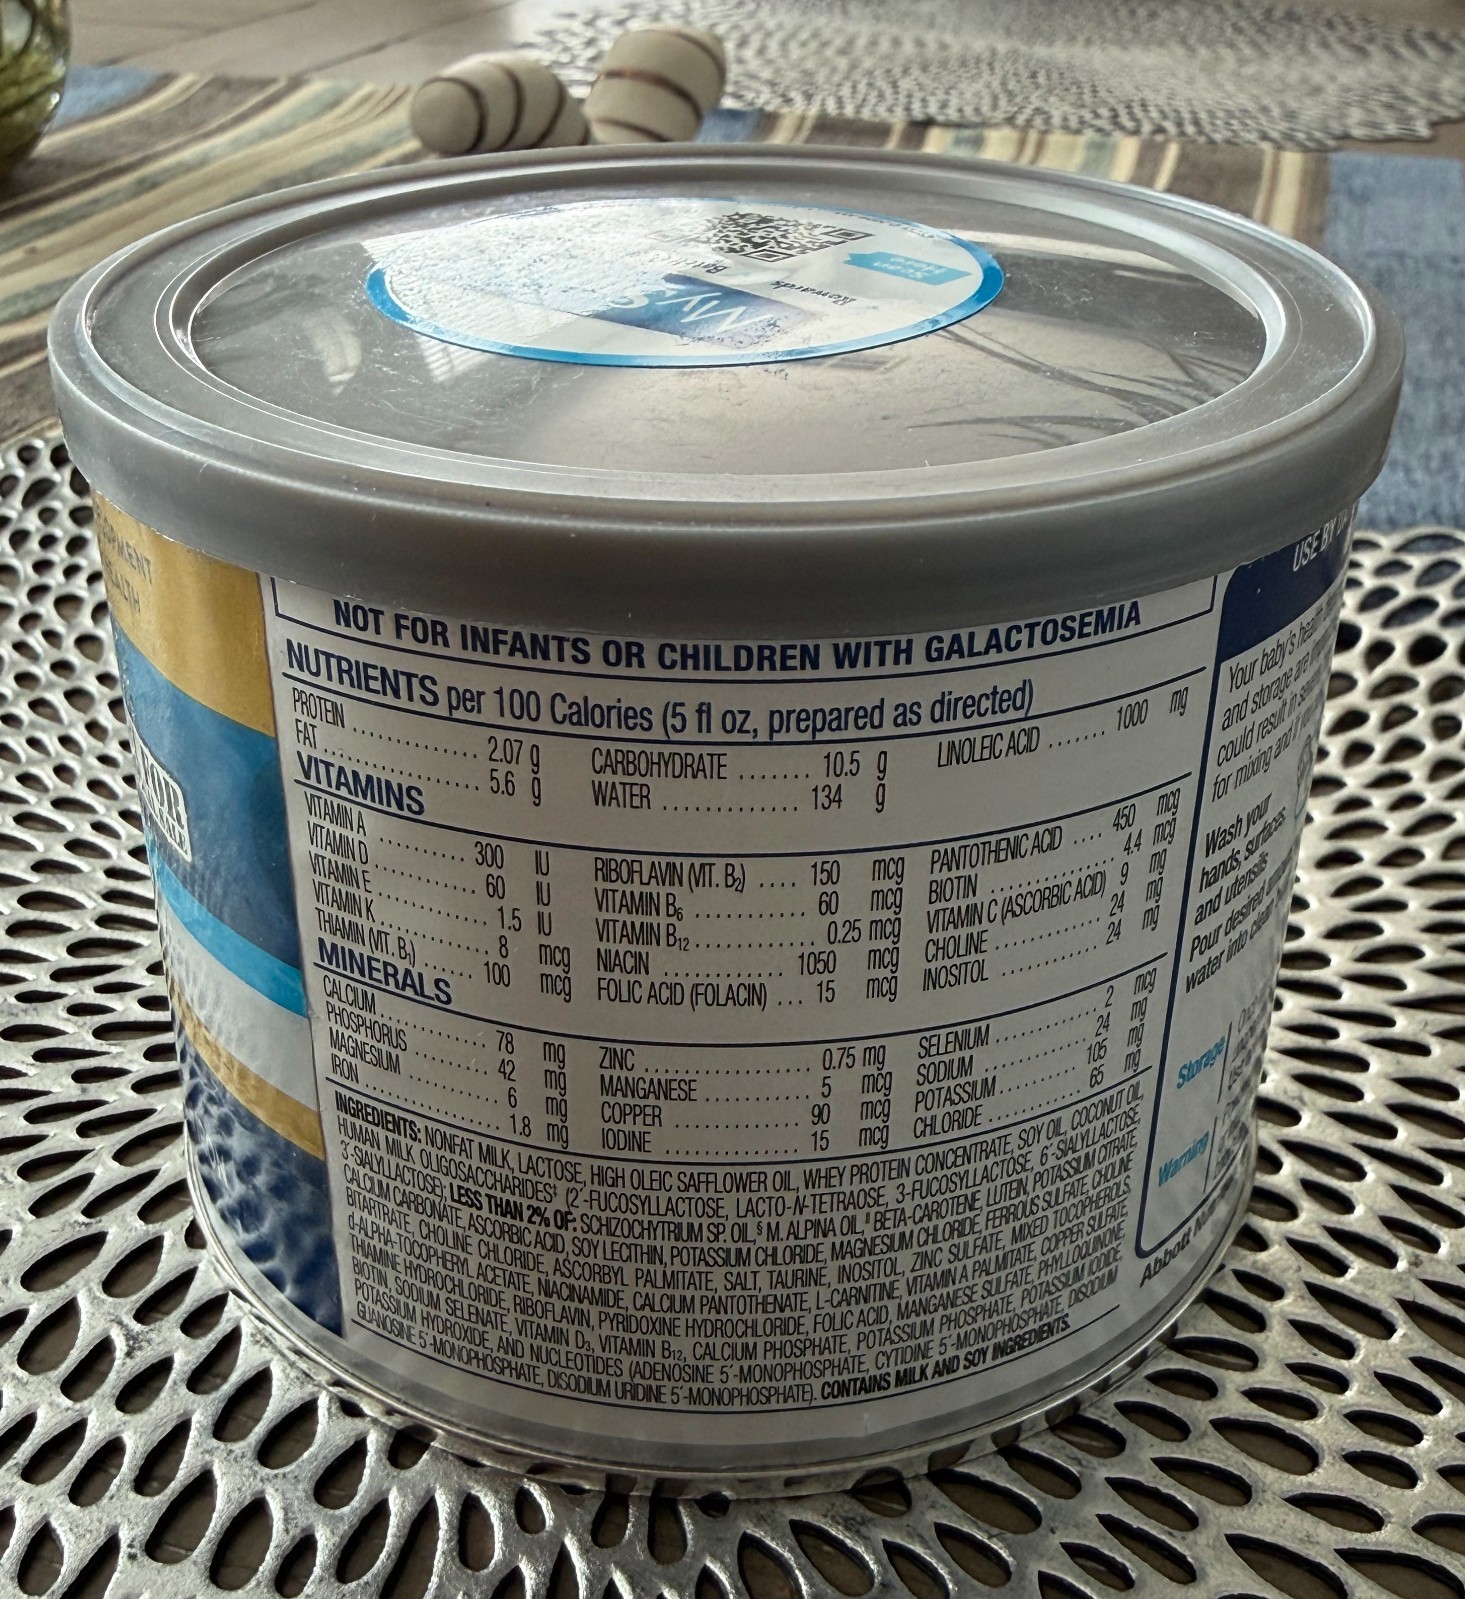 Scan
Here
Rewards
NOT FOR INFANTS OR CHILDREN WITH GALACTOSEMIA
NUTRIENTS per 100 Calories (5 fl oz, prepared as directed)
PROTEIN ............... 2.07 g CARBOHYDRATE ....... 10.5 g LINOLEIC ACID ....... 1000 mg
FAT ............... 5.6 g WATER ............. 134 g
VITAMINS
VITAMIN A ............ 300 IU RIBOFLAVIN (VIT. B₂) .... 150 mcg PANTOTHENIC ACID .... 450 mcg
VITAMIN D ............ 60 IU VITAMIN B₆ ............ 60 mcg BIOTIN ............ 4.4 mcg
VITAMIN E ............ 1.5 IU VITAMIN B₁₂ ............ 0.25 mcg VITAMIN C (ASCORBIC ACID) 9 mg
VITAMIN K ............ 8 mcg NIACIN ............ 1050 mcg CHOLINE ............ 24 mg
THIAMIN (VIT. B₁) ...... 100 mcg FOLIC ACID (FOLACIN) ... 15 mcg INOSITOL ............ 24 mg
MINERALS
CALCIUM ............ 78 mg ZINC ............ 0.75 mg SELENIUM ............ 2 mcg
PHOSPHORUS ......... 42 mg MANGANESE ............ 5 mcg SODIUM ............ 24 mg
MAGNESIUM ............ 6 mg COPPER ............ 90 mcg POTASSIUM ............ 105 mg
IRON ............ 1.8 mg IODINE ............ 15 mcg CHLORIDE ............ 65 mg
INGREDIENTS: NONFAT MILK, LACTOSE, HIGH OLEIC SAFFLOWER OIL, WHEY PROTEIN CONCENTRATE, SOY OIL, COCONUT OIL,
HUMAN MILK OLIGOSACCHARIDES‡ (2´-FUCOSYLLACTOSE, LACTO-N-TETRAOSE, 3-FUCOSYLLACTOSE, 6´-SIALYLLACTOSE,
3´-SIALYLLACTOSE); LESS THAN 2% OF: SCHIZOCHYTRIUM SP. OIL,§ M. ALPINA OIL,‖ BETA-CAROTENE, LUTEIN, POTASSIUM CITRATE,
CALCIUM CARBONATE, ASCORBIC ACID, SOY LECITHIN, POTASSIUM CHLORIDE, MAGNESIUM CHLORIDE, FERROUS SULFATE, CHOLINE
BITARTRATE, CHOLINE CHLORIDE, ASCORBYL PALMITATE, SALT, TAURINE, INOSITOL, ZINC SULFATE, MIXED TOCOPHEROLS,
d-ALPHA-TOCOPHERYL ACETATE, NIACINAMIDE, CALCIUM PANTOTHENATE, L-CARNITINE, VITAMIN A PALMITATE, COPPER SULFATE,
THIAMINE HYDROCHLORIDE, RIBOFLAVIN, PYRIDOXINE HYDROCHLORIDE, FOLIC ACID, MANGANESE SULFATE, PHYLLOQUINONE,
BIOTIN, SODIUM SELENATE, VITAMIN D₃, VITAMIN B₁₂, CALCIUM PHOSPHATE, POTASSIUM PHOSPHATE, POTASSIUM IODIDE,
POTASSIUM HYDROXIDE, AND NUCLEOTIDES (ADENOSINE 5´-MONOPHOSPHATE, CYTIDINE 5´-MONOPHOSPHATE, DISODIUM
GUANOSINE 5´-MONOPHOSPHATE, DISODIUM URIDINE 5´-MONOPHOSPHATE). CONTAINS MILK AND SOY INGREDIENTS.
USE BY
Your baby's
and storage are
could result in
for mixing and if
Wash your
hands, surfaces,
and utensils
Pour desired
water into
Storage
Warning
Abbott